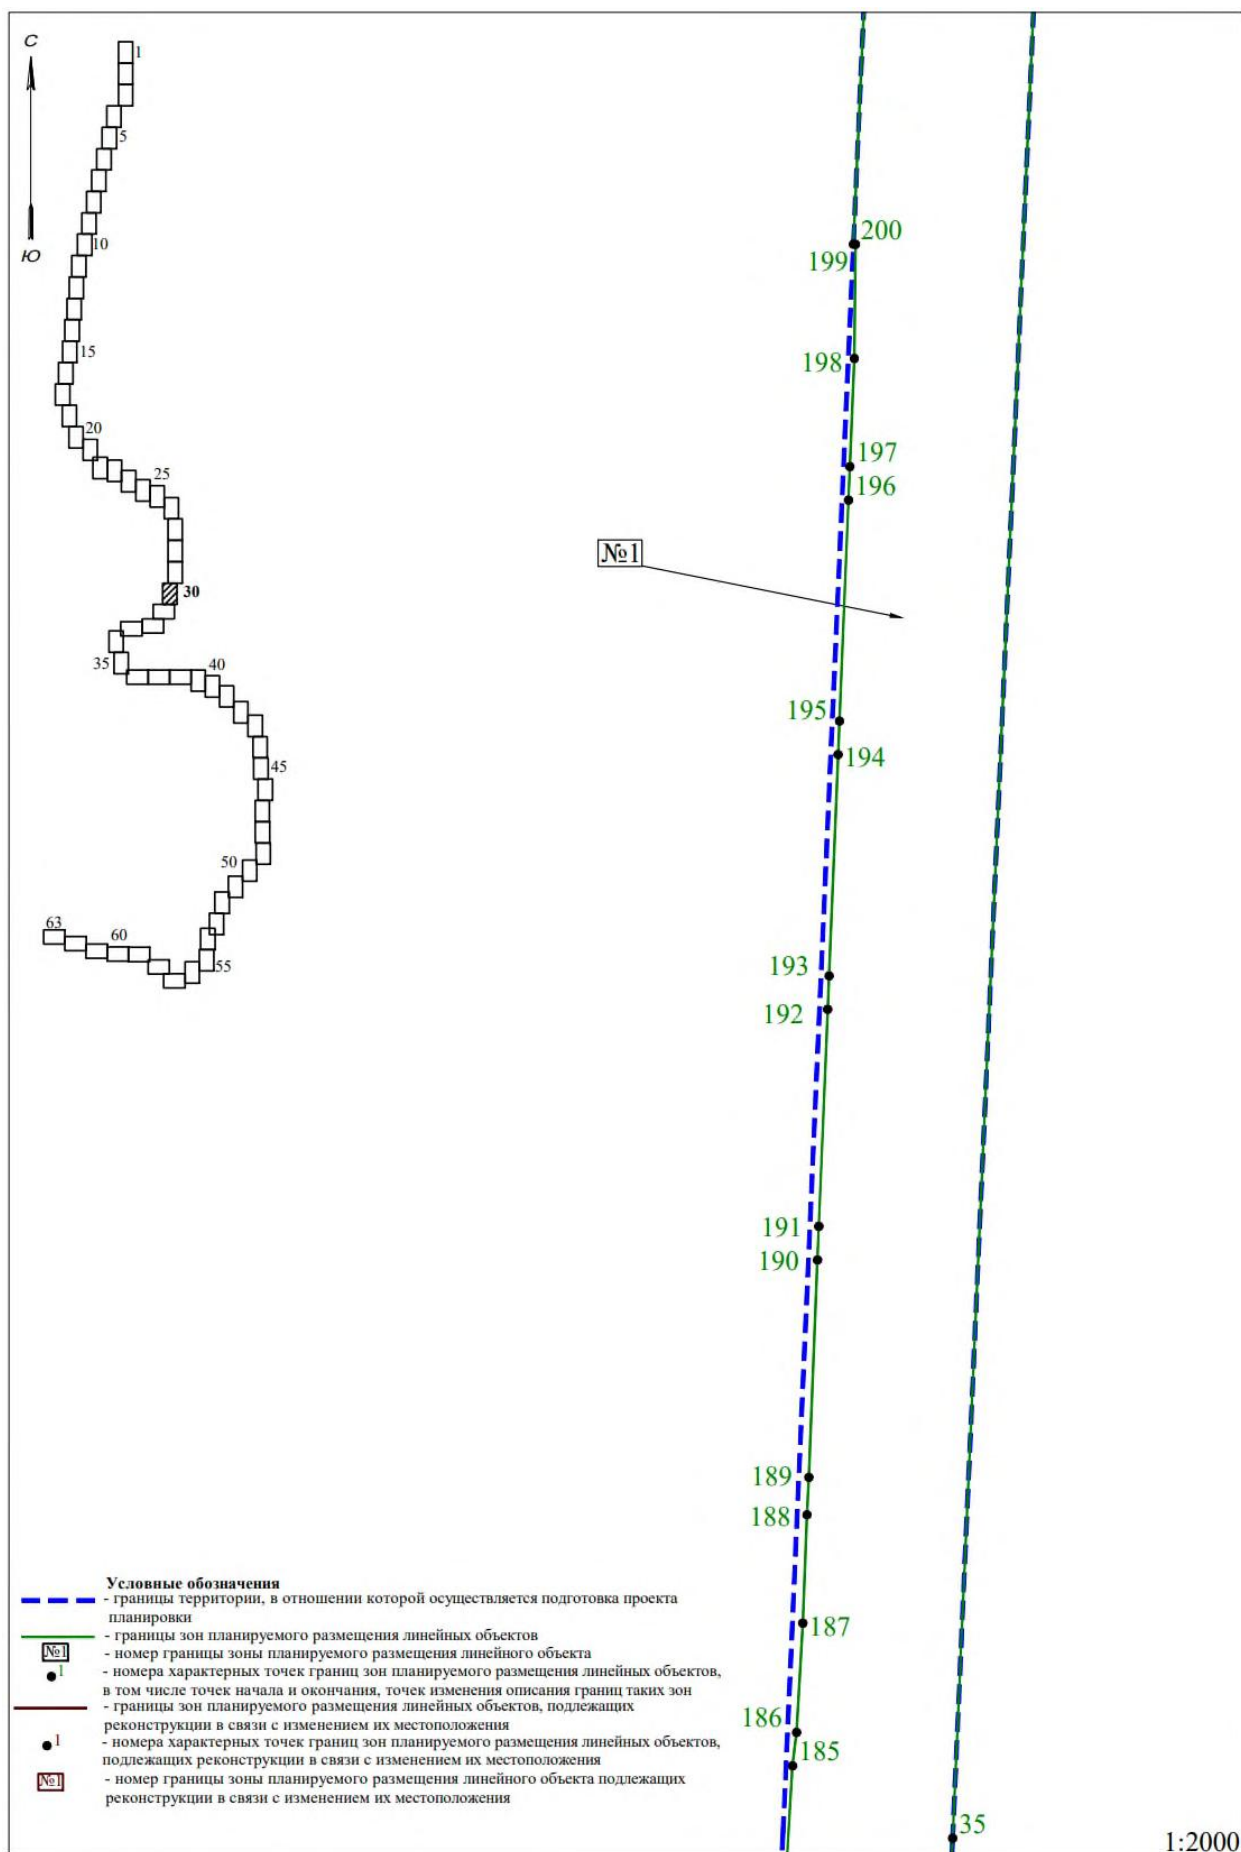 С
Ю
1
5
10
15
20
25
30
35
40
45
50
55
60
63
200
199
198
197
196
№1
195
194
193
192
191
190
189
188
187
186
185
35
Условные обозначения
- границы территории, в отношении которой осуществляется подготовка проекта
планировки
- границы зон планируемого размещения линейных объектов
№1 - номер границы зоны планируемого размещения линейного объекта
1 - номера характерных точек границ зон планируемого размещения линейных объектов,
в том числе точек начала и окончания, точек изменения описания границ таких зон
- границы зон планируемого размещения линейных объектов, подлежащих
реконструкции в связи с изменением их местоположения
1 - номера характерных точек границ зон планируемого размещения линейных объектов,
подлежащих реконструкции в связи с изменением их местоположения
№1 - номер границы зоны планируемого размещения линейного объекта подлежащих
реконструкции в связи с изменением их местоположения
1:2000